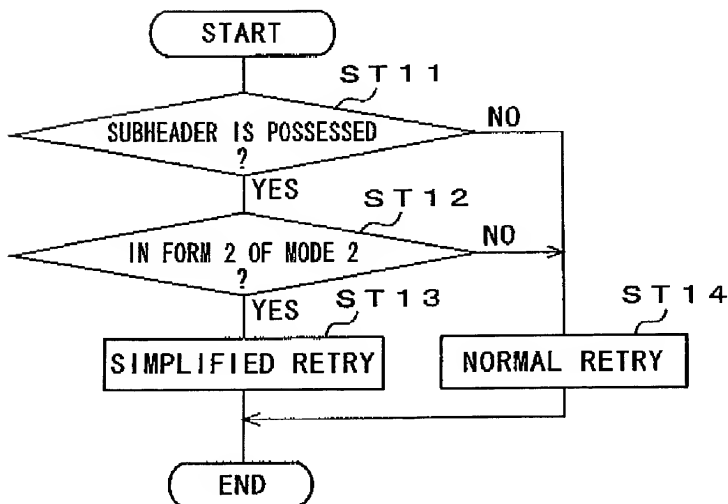 START
ST11
SUBHEADER IS POSSESSED
?
NO
YES
ST12
IN FORM 2 OF MODE 2
?
NO
YES
ST13
SIMPLIFIED RETRY
ST14
NORMAL RETRY
END